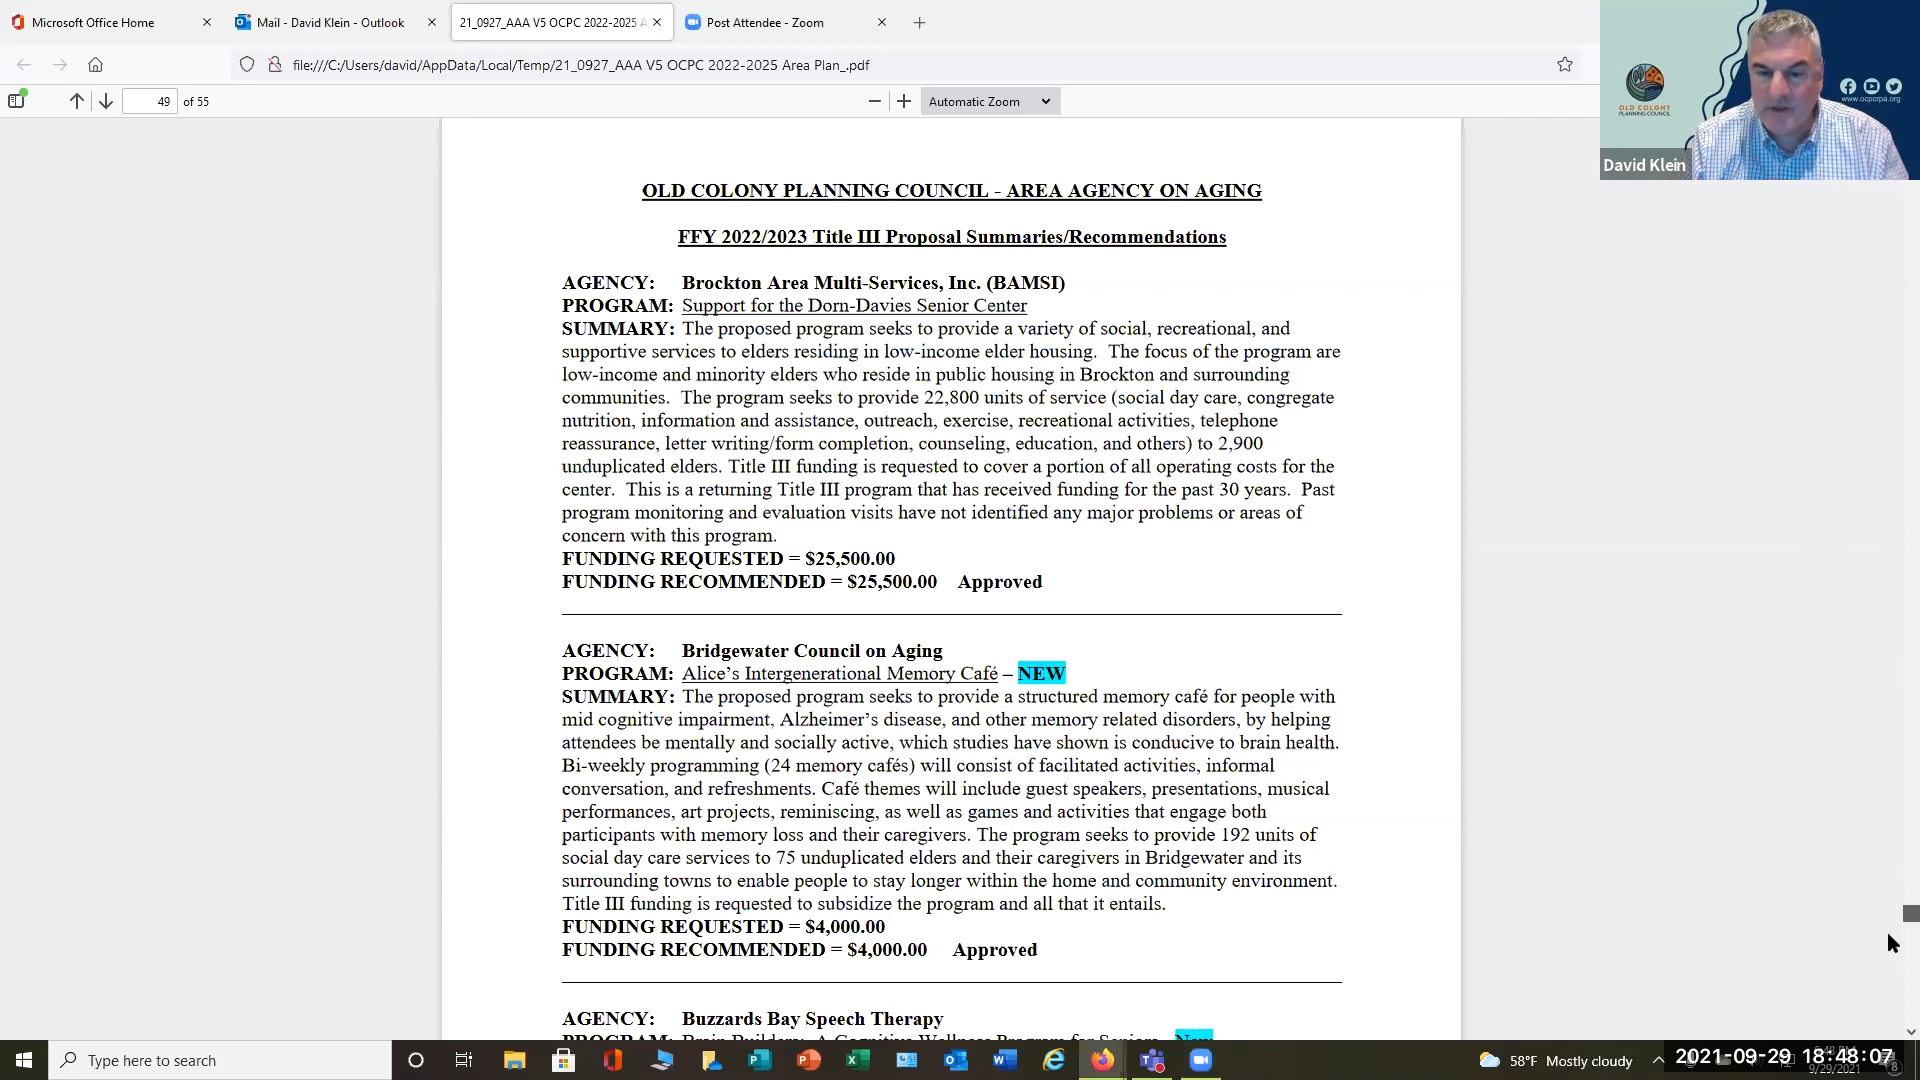 Microsoft Office Home
Mail - David Klein - Outlook
21_0927_AAA V5 OCPC 2022-2025 A
Post Attendee - Zoom
file:///C:/Users/david/AppData/Local/Temp/21_0927_AAA V5 OCPC 2022-2025 Area Plan_.pdf
49 of 55
Automatic Zoom
OLD COLONY
PLANNING COUNCIL
www.ocpcrpa.org
David Klein
OLD COLONY PLANNING COUNCIL - AREA AGENCY ON AGING
FFY 2022/2023 Title III Proposal Summaries/Recommendations
AGENCY: Brockton Area Multi-Services, Inc. (BAMSI)
PROGRAM: Support for the Dorn-Davies Senior Center
SUMMARY: The proposed program seeks to provide a variety of social, recreational, and
supportive services to elders residing in low-income elder housing. The focus of the program are
low-income and minority elders who reside in public housing in Brockton and surrounding
communities. The program seeks to provide 22,800 units of service (social day care, congregate
nutrition, information and assistance, outreach, exercise, recreational activities, telephone
reassurance, letter writing/form completion, counseling, education, and others) to 2,900
unduplicated elders. Title III funding is requested to cover a portion of all operating costs for the
center. This is a returning Title III program that has received funding for the past 30 years. Past
program monitoring and evaluation visits have not identified any major problems or areas of
concern with this program.
FUNDING REQUESTED = $25,500.00
FUNDING RECOMMENDED = $25,500.00 Approved
AGENCY: Bridgewater Council on Aging
PROGRAM: Alice's Intergenerational Memory Café – NEW
SUMMARY: The proposed program seeks to provide a structured memory café for people with
mid cognitive impairment, Alzheimer's disease, and other memory related disorders, by helping
attendees be mentally and socially active, which studies have shown is conducive to brain health.
Bi-weekly programming (24 memory cafés) will consist of facilitated activities, informal
conversation, and refreshments. Café themes will include guest speakers, presentations, musical
performances, art projects, reminiscing, as well as games and activities that engage both
participants with memory loss and their caregivers. The program seeks to provide 192 units of
social day care services to 75 unduplicated elders and their caregivers in Bridgewater and its
surrounding towns to enable people to stay longer within the home and community environment.
Title III funding is requested to subsidize the program and all that it entails.
FUNDING REQUESTED = $4,000.00
FUNDING RECOMMENDED = $4,000.00 Approved
AGENCY: Buzzards Bay Speech Therapy
PROGRAM: Brain Builders: A Cognitive Wellness Program for Seniors – New
Type here to search
58°F Mostly cloudy
2021-09-29 18:48:07
9/29/2021